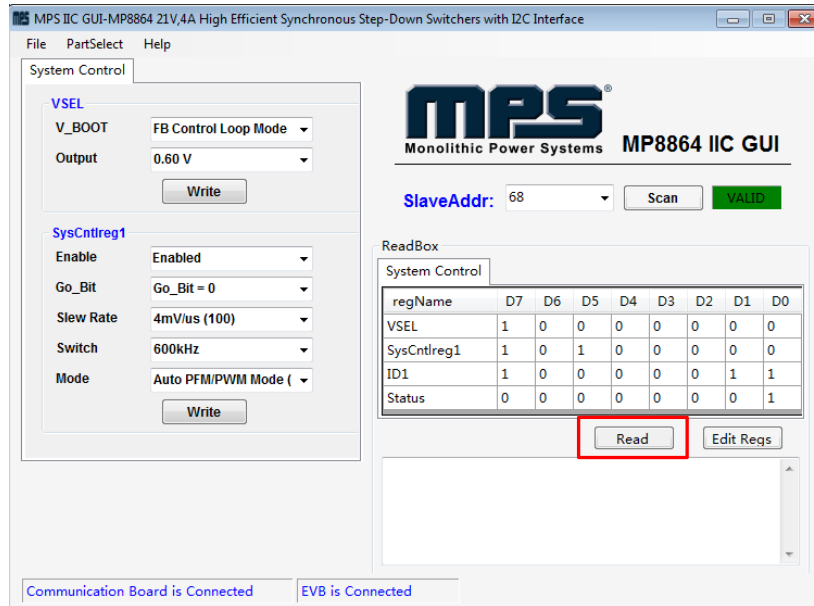 MPS IIC GUI-MP8864 21V,4A High Efficient Synchronous Step-Down Switchers with I2C Interface
File PartSelect Help
System Control
VSEL
V_BOOT FB Control Loop Mode
Output 0.60 V
Write
SysCntlreg1
Enable Enabled
Go_Bit Go_Bit = 0
Slew Rate 4mV/us (100)
Switch 600kHz
Mode Auto PFM/PWM Mode (
Write
mps®
Monolithic Power Systems MP8864 IIC GUI
SlaveAddr: 68 Scan VALID
ReadBox
System Control
regName D7 D6 D5 D4 D3 D2 D1 D0
VSEL 1 0 0 0 0 0 0 0
SysCntlreg1 1 0 1 0 0 0 0 0
ID1 1 0 0 0 0 0 1 1
Status 0 0 0 0 0 0 0 1
Read Edit Regs
Communication Board is Connected EVB is Connected